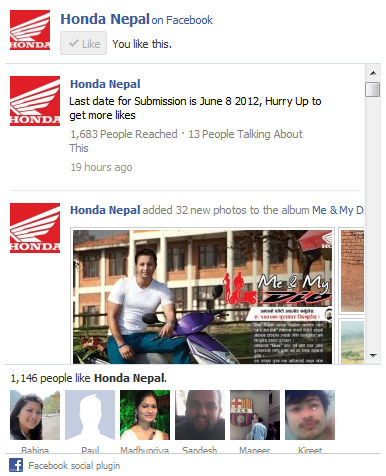 HONDA
Honda Nepal on Facebook
Like
You like this.
HONDA
Honda Nepal
Last date for Submission is June 8 2012, Hurry Up to
get more likes
1,683 People Reached · 13 People Talking About
This
19 hours ago
HONDA
Honda Nepal added 32 new photos to the album Me & My D
Me & My
Dio
1,146 people like Honda Nepal.
FCB
Babina
Paul
Madhupriya
Sandesh
Maneer
Kireet
Facebook social plugin